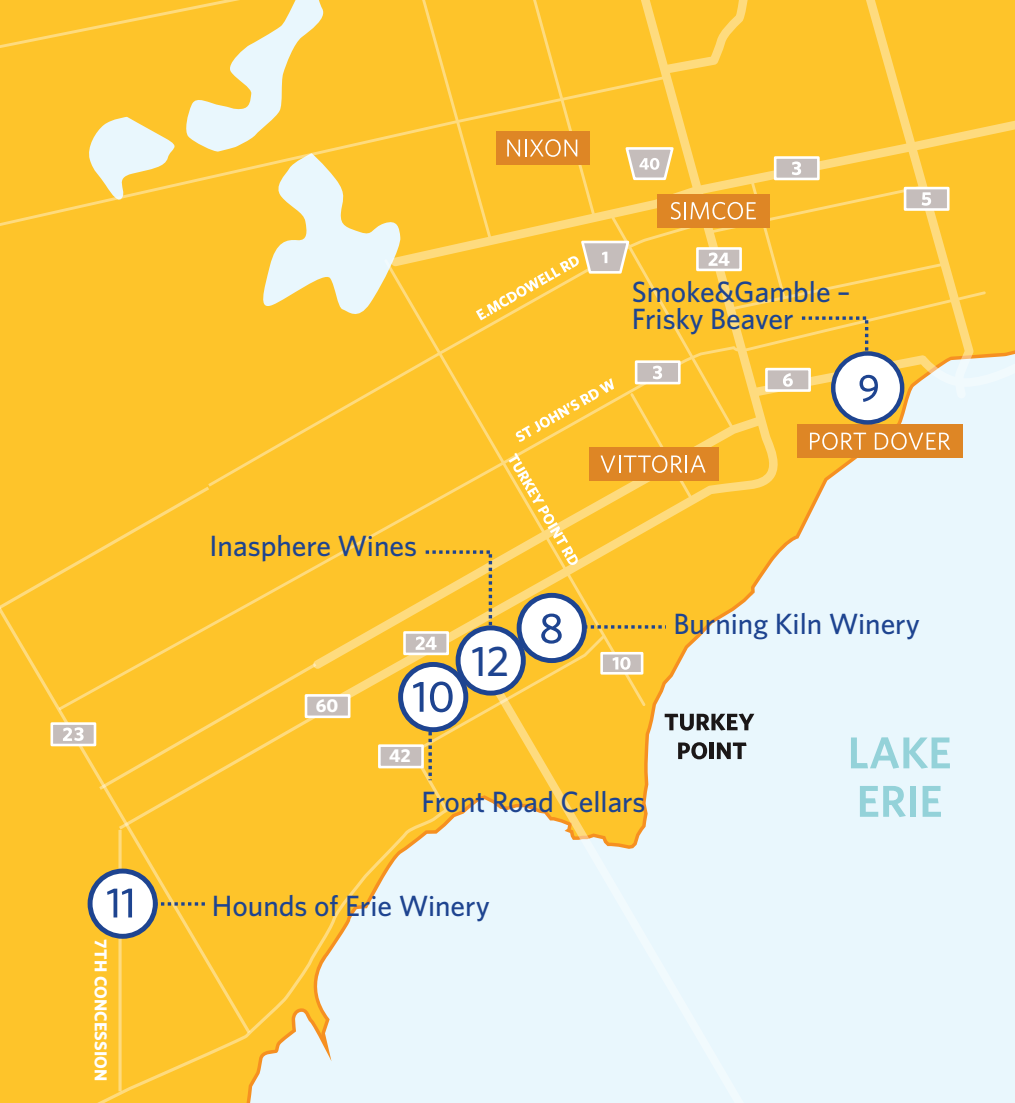 NIXON
40
3
SIMCOE
5
1
24
E.MCDOWELL RD
Smoke&Gamble –
Frisky Beaver
3
6
9
ST JOHN'S RD W
PORT DOVER
VITTORIA
TURKEY POINT RD
Inasphere Wines
8
Burning Kiln Winery
24
12
10
10
60
23
42
TURKEY
POINT
LAKE
ERIE
Front Road Cellars
11
Hounds of Erie Winery
7TH CONCESSION